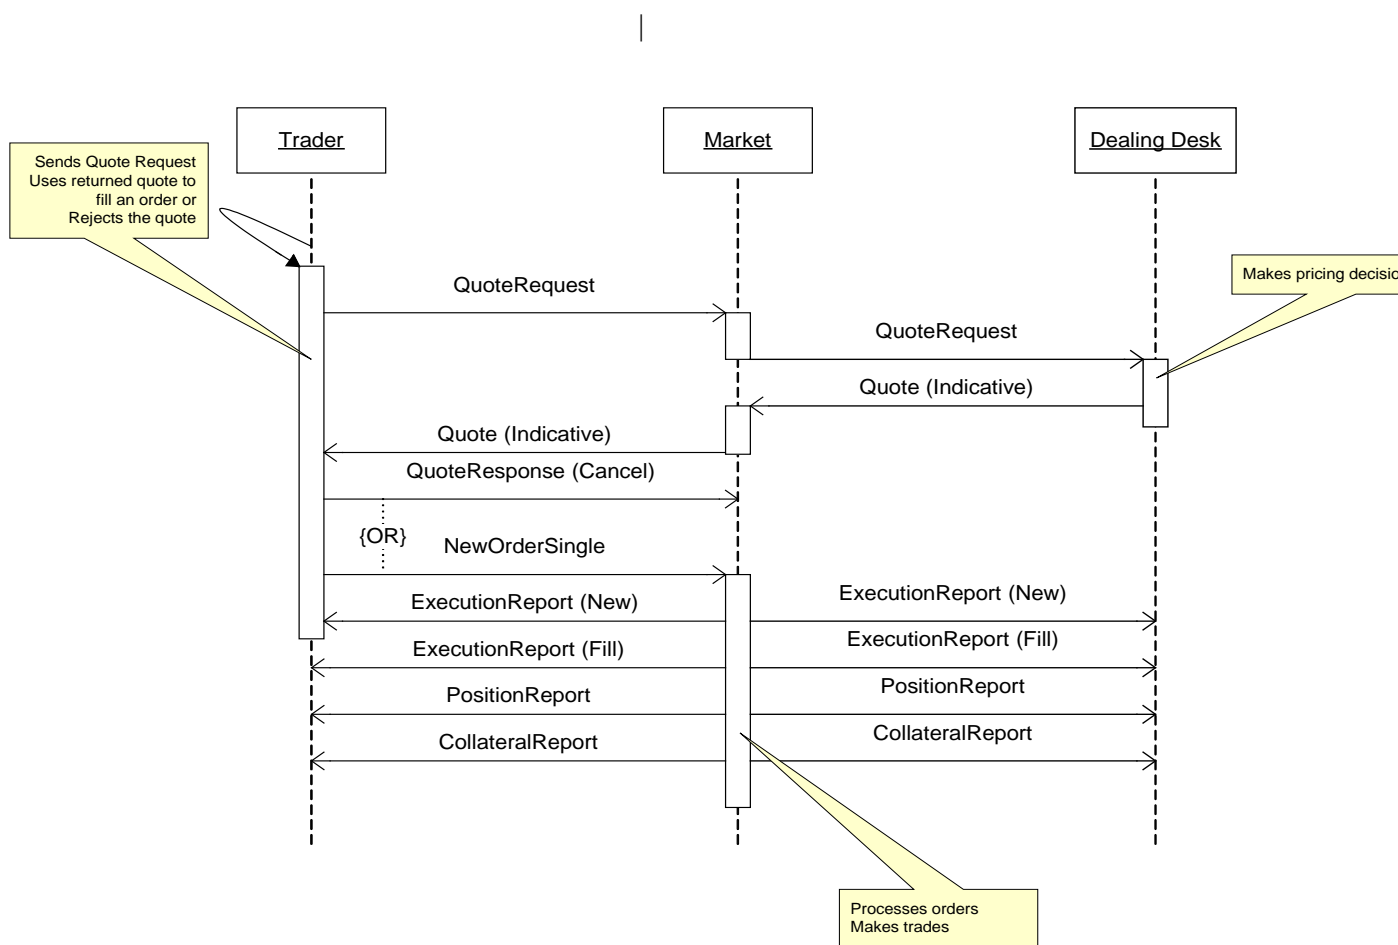 Trader
Market
Dealing Desk
Sends Quote Request
Uses returned quote to
fill an order or
Rejects the quote
Makes pricing decisio
QuoteRequest
QuoteRequest
Quote (Indicative)
Quote (Indicative)
QuoteResponse (Cancel)
{OR}
NewOrderSingle
ExecutionReport (New)
ExecutionReport (New)
ExecutionReport (Fill)
ExecutionReport (Fill)
PositionReport
PositionReport
CollateralReport
CollateralReport
Processes orders
Makes trades